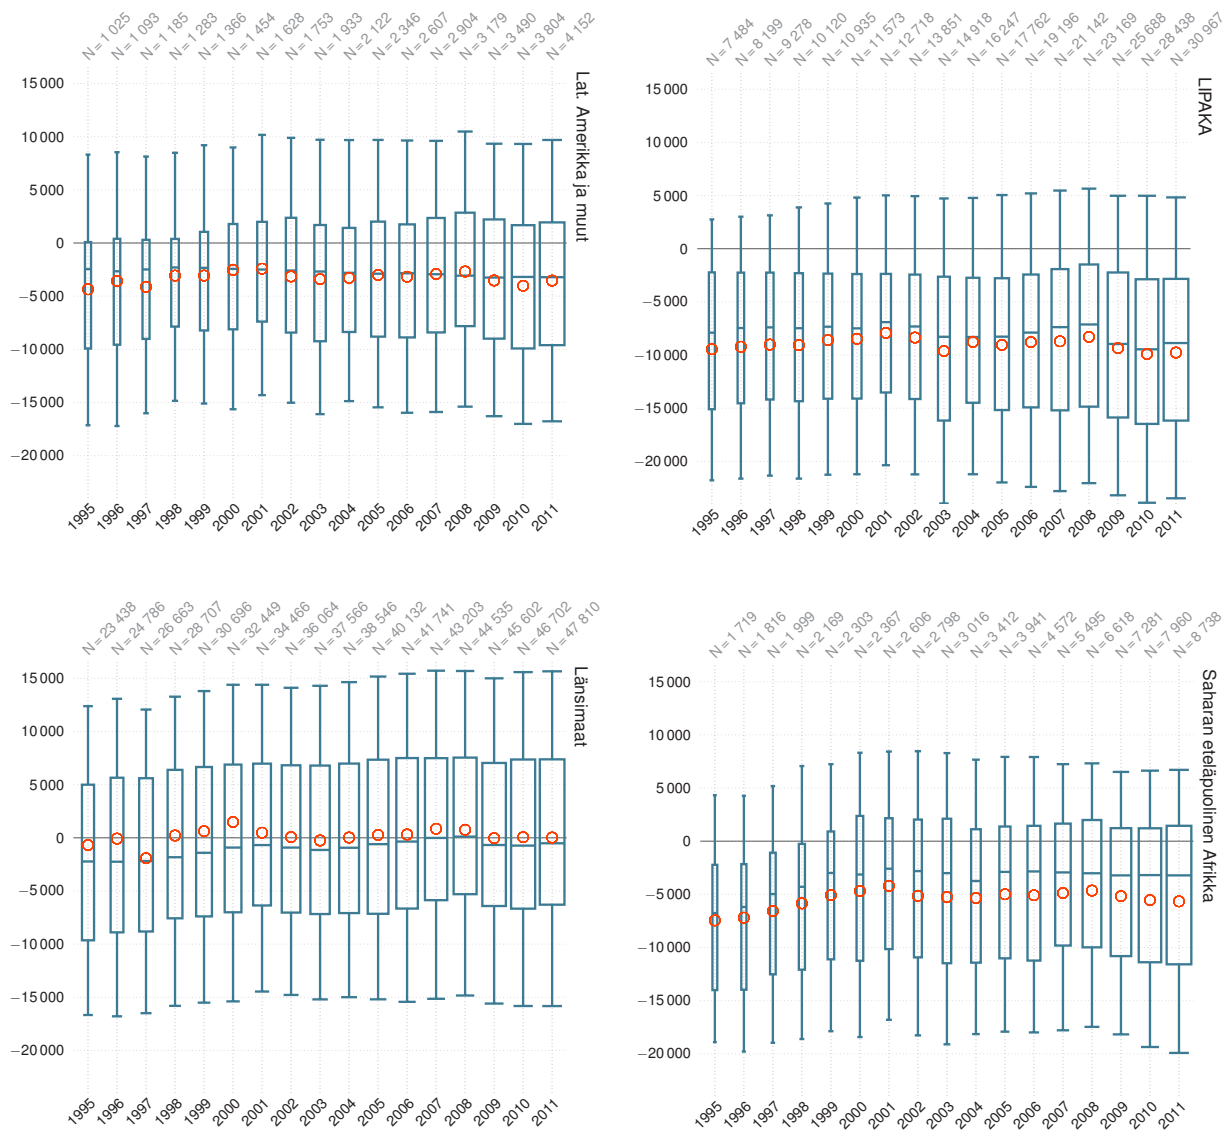 N = 1 025
N = 1 093
N = 1 185
N = 1 283
N = 1 366
N = 1 454
N = 1 628
N = 1 753
N = 1 933
N = 2 122
N = 2 346
N = 2 607
N = 2 904
N = 3 179
N = 3 490
N = 3 804
N = 4 152
15 000
10 000
5 000
0
−5 000
−10 000
−15 000
−20 000
Lat. Amerikka ja muut
1995
1996
1997
1998
1999
2000
2001
2002
2003
2004
2005
2006
2007
2008
2009
2010
2011
N = 7 484
N = 8 199
N = 9 278
N = 10 120
N = 10 935
N = 11 573
N = 12 718
N = 13 851
N = 14 918
N = 16 247
N = 17 762
N = 19 196
N = 21 142
N = 23 169
N = 25 688
N = 28 438
N = 30 967
15 000
10 000
5 000
0
−5 000
−10 000
−15 000
−20 000
LIPAKA
1995
1996
1997
1998
1999
2000
2001
2002
2003
2004
2005
2006
2007
2008
2009
2010
2011
N = 23 438
N = 24 786
N = 26 663
N = 28 707
N = 30 696
N = 32 449
N = 34 466
N = 36 064
N = 37 566
N = 38 546
N = 40 132
N = 41 741
N = 43 203
N = 44 535
N = 45 602
N = 46 702
N = 47 810
15 000
10 000
5 000
0
−5 000
−10 000
−15 000
−20 000
Länsimaat
1995
1996
1997
1998
1999
2000
2001
2002
2003
2004
2005
2006
2007
2008
2009
2010
2011
N = 1 719
N = 1 816
N = 1 999
N = 2 169
N = 2 303
N = 2 367
N = 2 606
N = 2 798
N = 3 016
N = 3 412
N = 3 941
N = 4 572
N = 5 495
N = 6 618
N = 7 281
N = 7 960
N = 8 738
15 000
10 000
5 000
0
−5 000
−10 000
−15 000
−20 000
Saharan eteläpuolinen Afrikka
1995
1996
1997
1998
1999
2000
2001
2002
2003
2004
2005
2006
2007
2008
2009
2010
2011